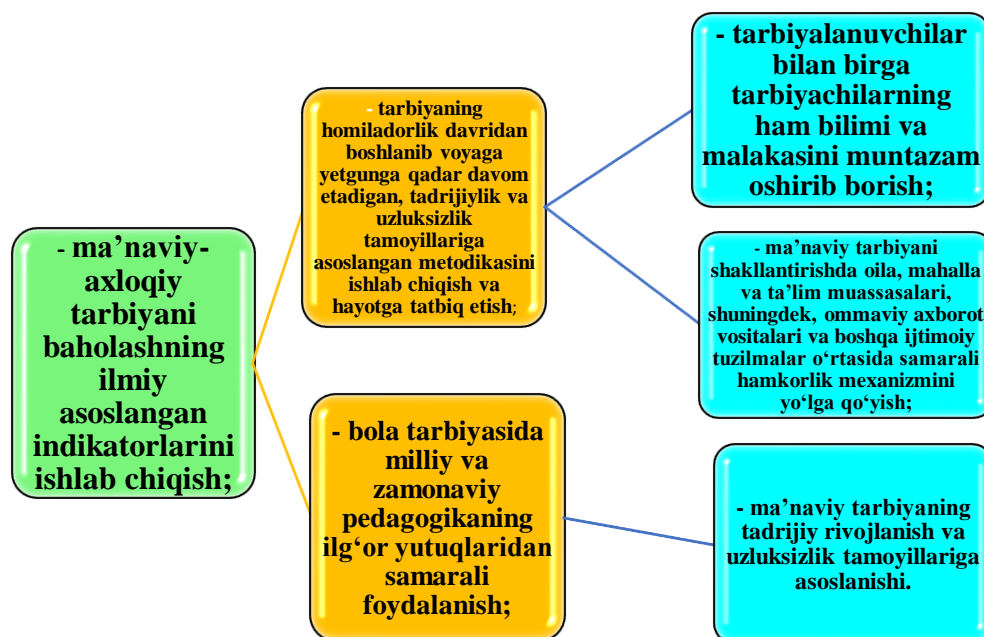 - ma’naviy-
axloqiy
tarbiyani
baholashning
ilmiy
asoslangan
indikatorlarini
ishlab chiqish;
- tarbiyaning
homiladorlik davridan
boshlanib voyaga
yetgunga qadar davom
etadigan, tadrijiylik va
uzluksizlik
tamoyillariga
asoslangan metodikasini
ishlab chiqish va
hayotga tatbiq etish;
- bola tarbiyasida
milliy va
zamonaviy
pedagogikaning
ilg‘or yutuqlaridan
samarali
foydalanish;
- tarbiyalanuvchilar
bilan birga
tarbiyachilarning
ham bilimi va
malakasini muntazam
oshirib borish;
- ma’naviy tarbiyani
shakllantirishda oila, mahalla
va ta’lim muassasalari,
shuningdek, ommaviy axborot
vositalari va boshqa ijtimoiy
tuzilmalar o‘rtasida samarali
hamkorlik mexanizmini
yo‘lga qo‘yish;
- ma’naviy tarbiyaning
tadrijiy rivojlanish va
uzluksizlik tamoyillariga
asoslanishi.